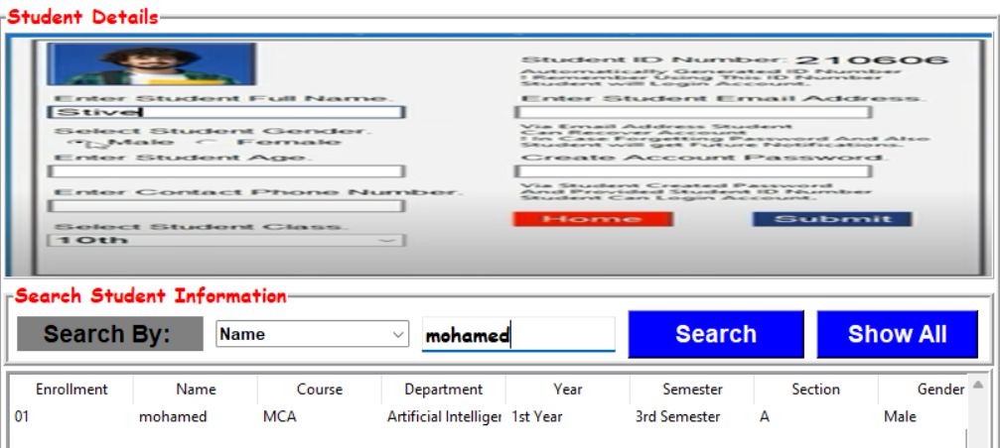 Student Details
Student ID Number: 210606
Automatically Generated ID Number
! Remember Using This ID Number
Student will Login Account.
Enter Student Full Name.
Stive
Enter Student Email Address.
Select Student Gender.
Male Female
Via Email Address Student
Can Recover Account
! In Case Forgetting Password And Also
Student will get Future Notifications.
Enter Student Age.
Create Account Password.
Enter Contact Phone Number.
Via Student Created Password
And Provided Student ID Number
Student Can Login Account.
Home Submit
Select Student Class.
10th
Search Student Information
Search By: Name mohamed Search Show All
Enrollment Name Course Department Year Semester Section Gender
01 mohamed MCA Artificial Intelliger 1st Year 3rd Semester A Male